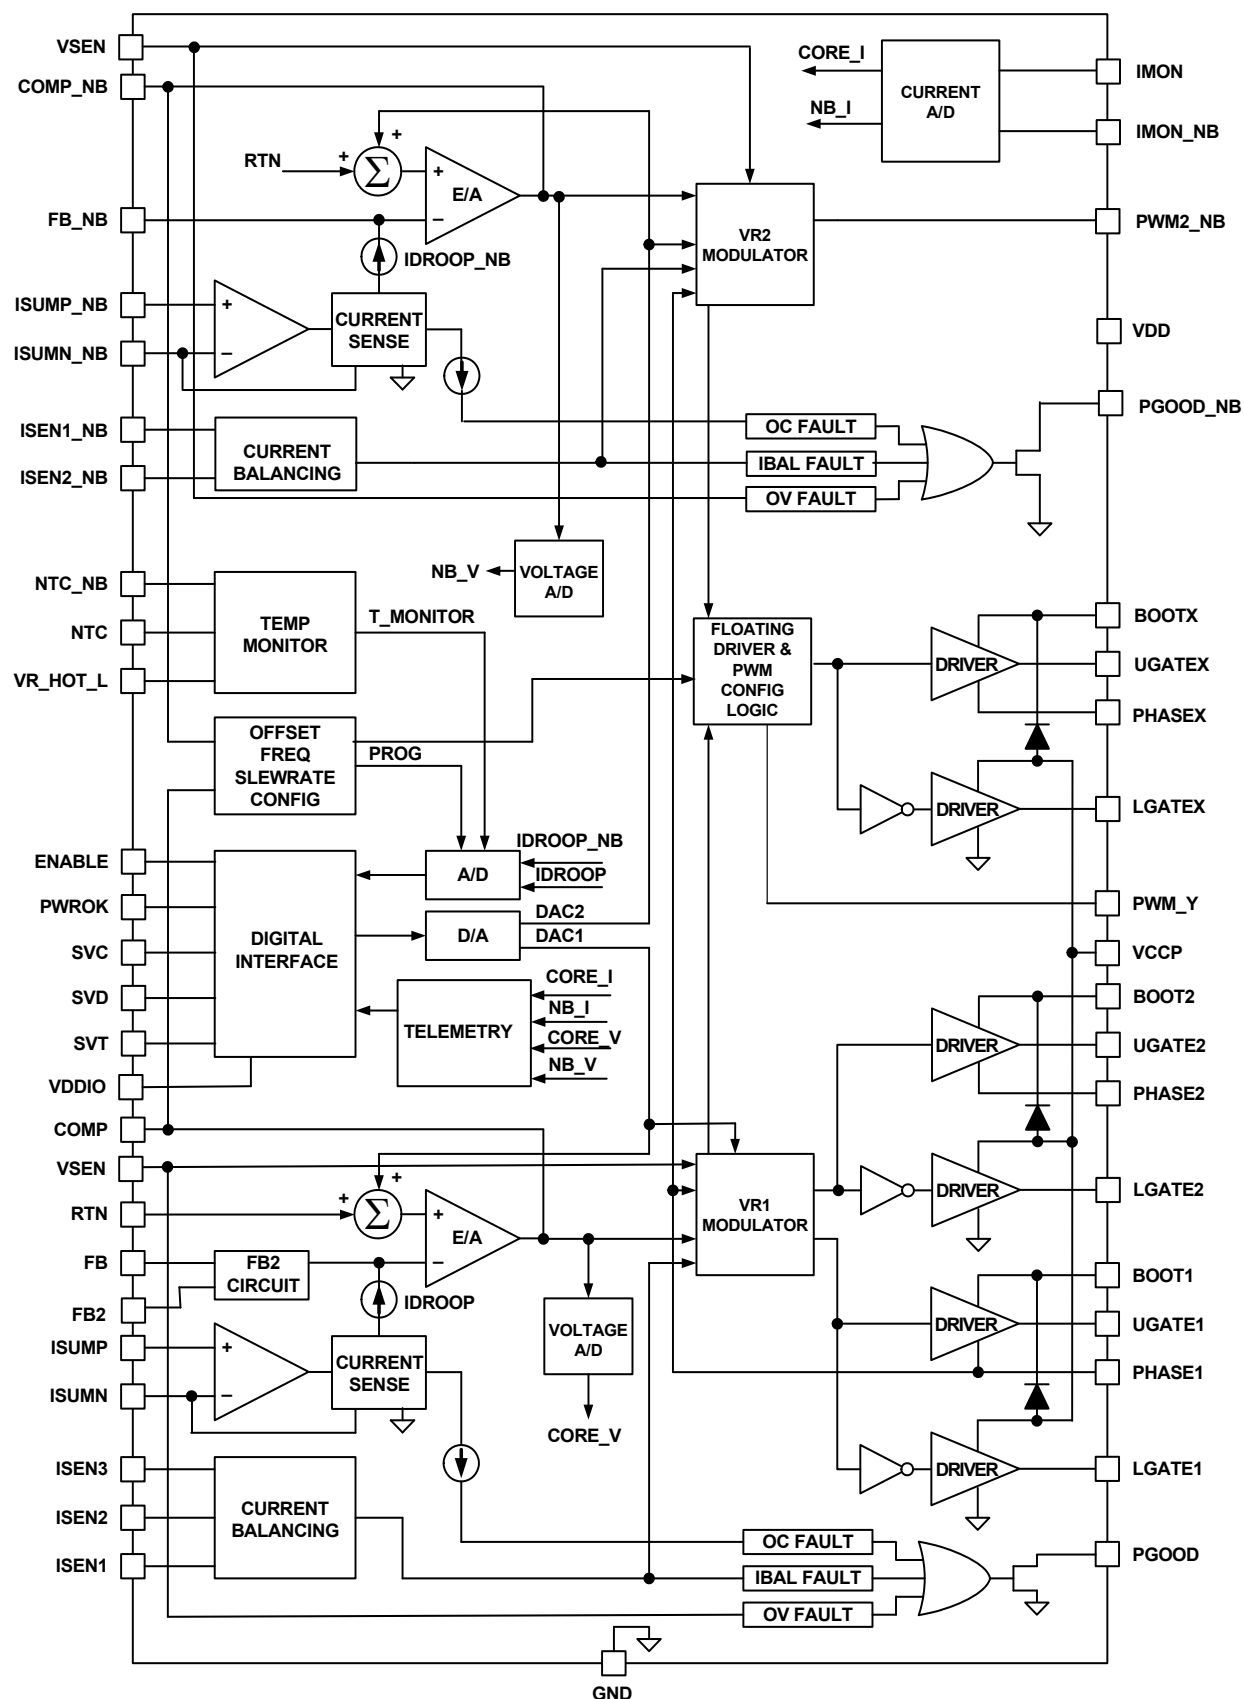 VSEN
COMP_NB
CORE_I
NB_I
CURRENT
A/D
IMON
IMON_NB
RTN
+
+
Σ
+
E/A
−
FB_NB
IDROOP_NB
VR2
MODULATOR
PWM2_NB
ISUMP_NB
+
ISUMN_NB
−
CURRENT
SENSE
VDD
PGOOD_NB
ISEN1_NB
ISEN2_NB
CURRENT
BALANCING
OC FAULT
IBAL FAULT
OV FAULT
NB_V
VOLTAGE
A/D
NTC_NB
NTC
VR_HOT_L
TEMP
MONITOR
T_MONITOR
FLOATING
DRIVER &
PWM
CONFIG
LOGIC
DRIVER
BOOTX
UGATEX
PHASEX
OFFSET
FREQ
SLEWRATE
CONFIG
PROG
DRIVER
LGATEX
ENABLE
PWROK
SVC
SVD
SVT
VDDIO
DIGITAL
INTERFACE
A/D
IDROOP_NB
IDROOP
D/A
DAC2
DAC1
TELEMETRY
CORE_I
NB_I
CORE_V
NB_V
PWM_Y
VCCP
BOOT2
DRIVER
UGATE2
PHASE2
COMP
VSEN
RTN
+
+
Σ
+
E/A
−
VR1
MODULATOR
DRIVER
LGATE2
FB
FB2
FB2
CIRCUIT
IDROOP
BOOT1
DRIVER
UGATE1
PHASE1
ISUMP
+
ISUMN
−
CURRENT
SENSE
VOLTAGE
A/D
CORE_V
DRIVER
LGATE1
ISEN3
ISEN2
ISEN1
CURRENT
BALANCING
OC FAULT
IBAL FAULT
OV FAULT
PGOOD
GND